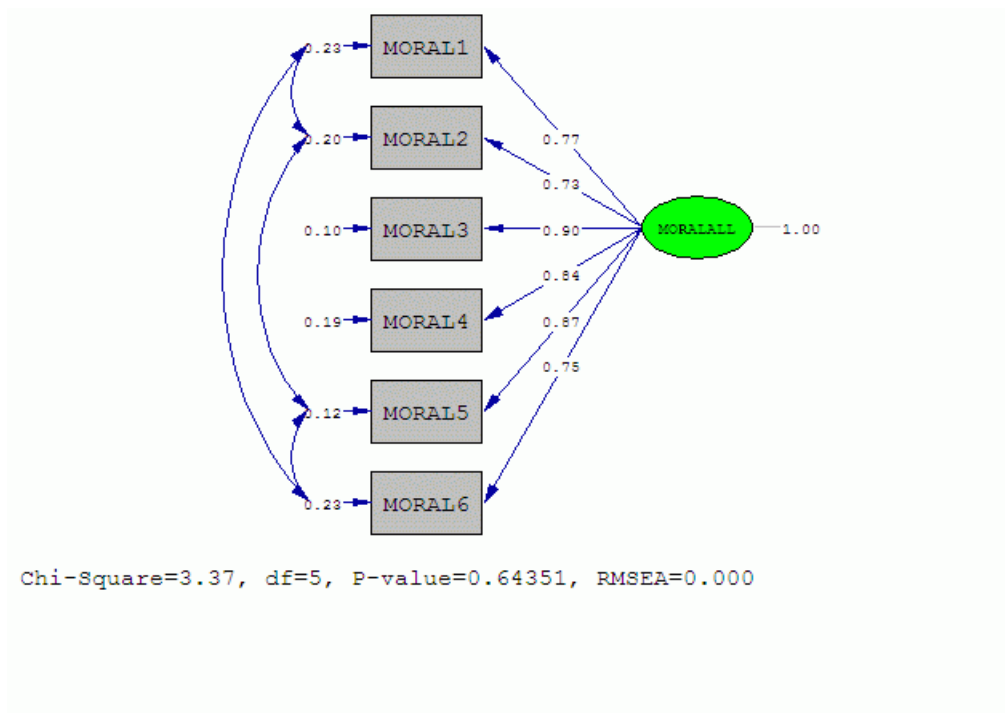 0.23 MORAL1
0.77
0.20 MORAL2
0.73
0.10 MORAL3 0.90 MORALALL 1.00
0.84
0.19 MORAL4 0.87
0.75
0.12 MORAL5
0.23 MORAL6
Chi-Square=3.37, df=5, P-value=0.64351, RMSEA=0.000